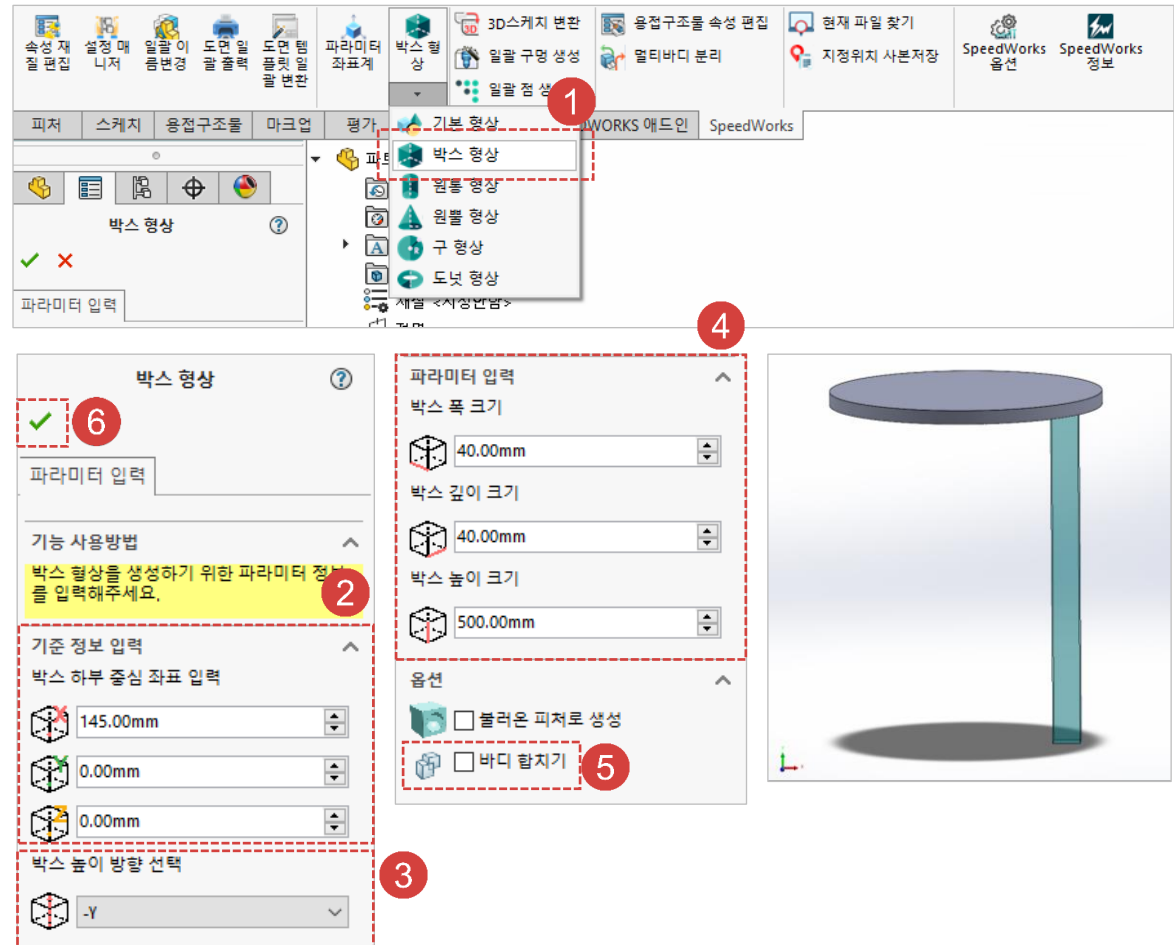 속성 재
질 편집
설정 매
니저
일괄 이
름변경
도면 일
괄 출력
도면 템
플릿 일
괄 변환
파라미터
좌표계
박스 형
상
3D스케치 변환
일괄 구멍 생성
일괄 점 생
용접구조물 속성 편집
멀티바디 분리
현재 파일 찾기
지정위치 사본저장
SpeedWorks
옵션
SpeedWorks
정보
1
피처
스케치
용접구조물
마크업
평가
DWORKS 애드인
SpeedWorks
기본 형상
박스 형상
원통 형상
원뿔 형상
구 형상
도넛 형상
박스 형상
파라미터 입력
재질 <지정안함>
박스 형상
6
파라미터 입력
기능 사용방법
박스 형상을 생성하기 위한 파라미터 정보
를 입력해주세요.
2
기준 정보 입력
박스 하부 중심 좌표 입력
145.00mm
0.00mm
0.00mm
박스 높이 방향 선택
3
-Y
4
파라미터 입력
박스 폭 크기
40.00mm
박스 깊이 크기
40.00mm
박스 높이 크기
500.00mm
옵션
불러온 피처로 생성
바디 합치기
5